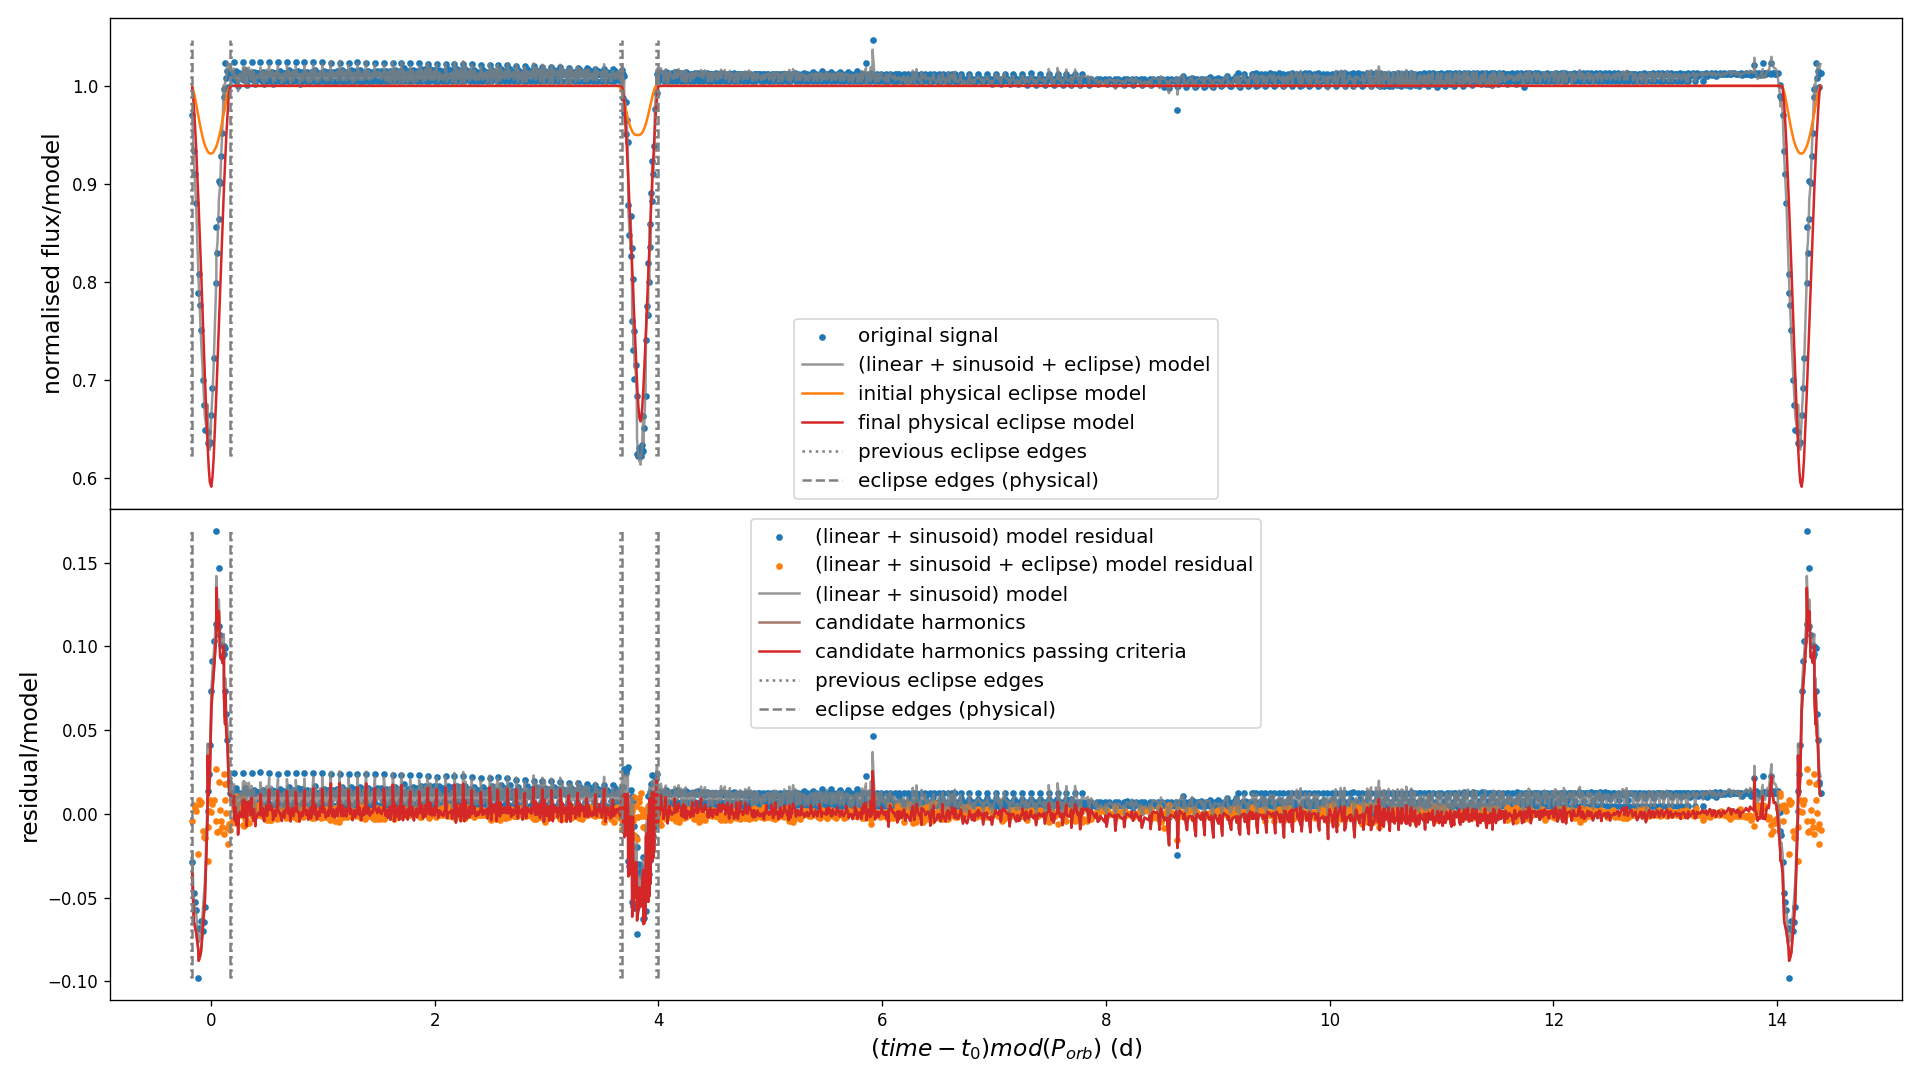 normalised flux/model
1.0
0.9
0.8
0.7
0.6
original signal
(linear + sinusoid + eclipse) model
initial physical eclipse model
final physical eclipse model
previous eclipse edges
eclipse edges (physical)
residual/model
0.15
0.10
0.05
0.00
−0.05
−0.10
(linear + sinusoid) model residual
(linear + sinusoid + eclipse) model residual
(linear + sinusoid) model
candidate harmonics
candidate harmonics passing criteria
previous eclipse edges
eclipse edges (physical)
0 2 4 6 8 10 12 14
(time − t₀)mod(P_orb) (d)